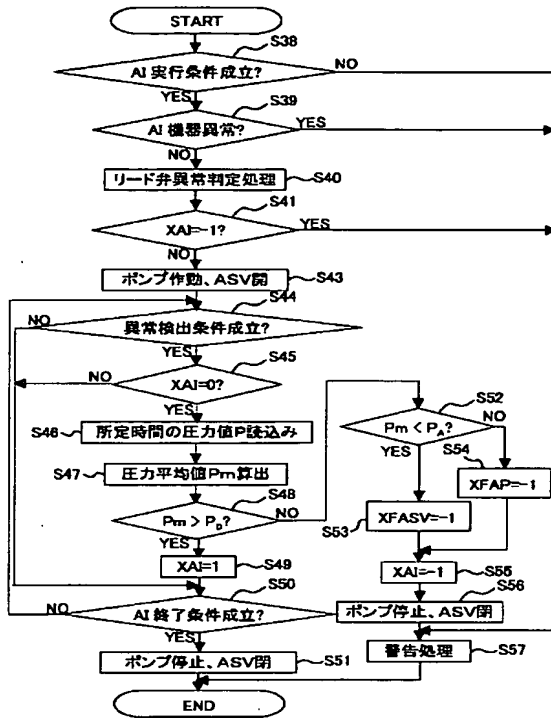 START
S38
AI 実行条件成立?
NO
YES
S39
AI 機器異常?
YES
NO
リード弁異常判定処理
S40
S41
XAI=-1?
YES
NO
ポンプ作動、ASV開
S43
S44
NO
異常検出条件成立?
YES
S45
NO
XAI=0?
YES
S46
所定時間の圧力値P読込み
S47
圧力平均値Pm算出
S48
Pm > PD?
NO
YES
XAI=1
S49
S52
Pm < PA?
NO
YES
S54
XFAP=-1
S53
XFASV=-1
XAI=-1
S55
S50
NO
AI 終了条件成立?
YES
ポンプ停止、ASV閉
S56
ポンプ停止、ASV閉
S51
警告処理
S57
END